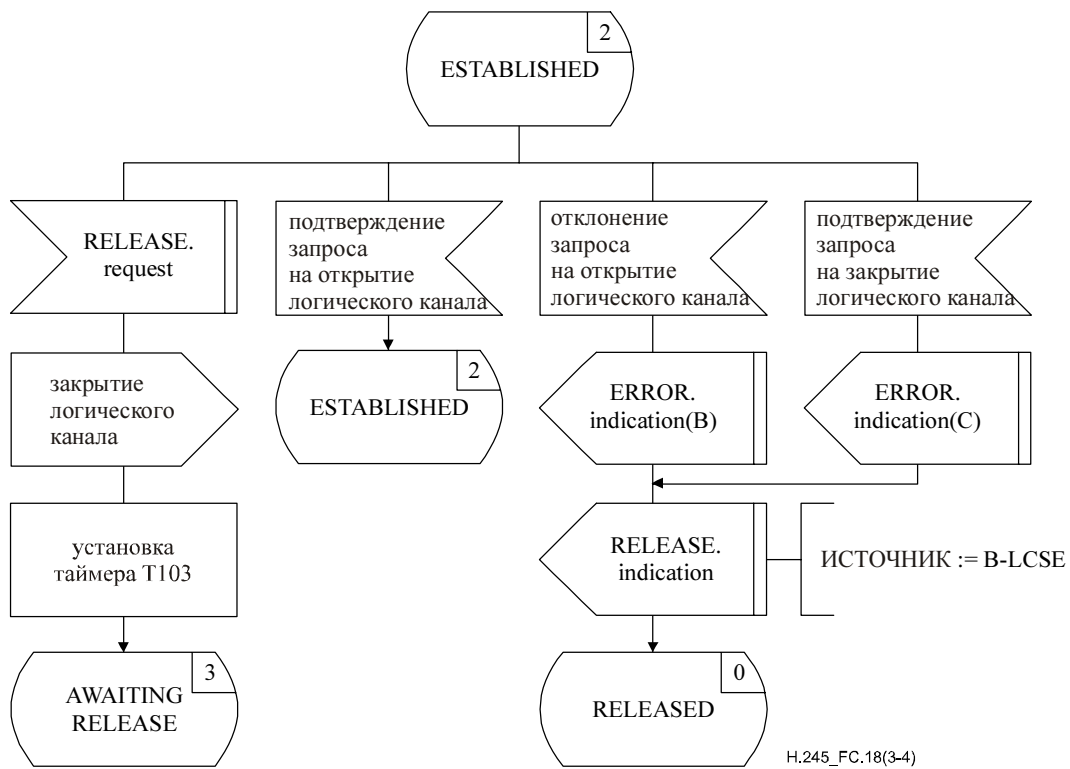 2
ESTABLISHED
RELEASE.
request
подтверждение
запроса
на открытие
логического канала
отклонение
запроса
на открытие
логического канала
подтверждение
запроса
на закрытие
логического канала
закрытие
логического
канала
2
ESTABLISHED
ERROR.
indication(B)
ERROR.
indication(C)
установка
таймера T103
RELEASE.
indication
ИСТОЧНИК := B-LCSE
3
AWAITING
RELEASE
0
RELEASED
H.245_FC.18(3-4)